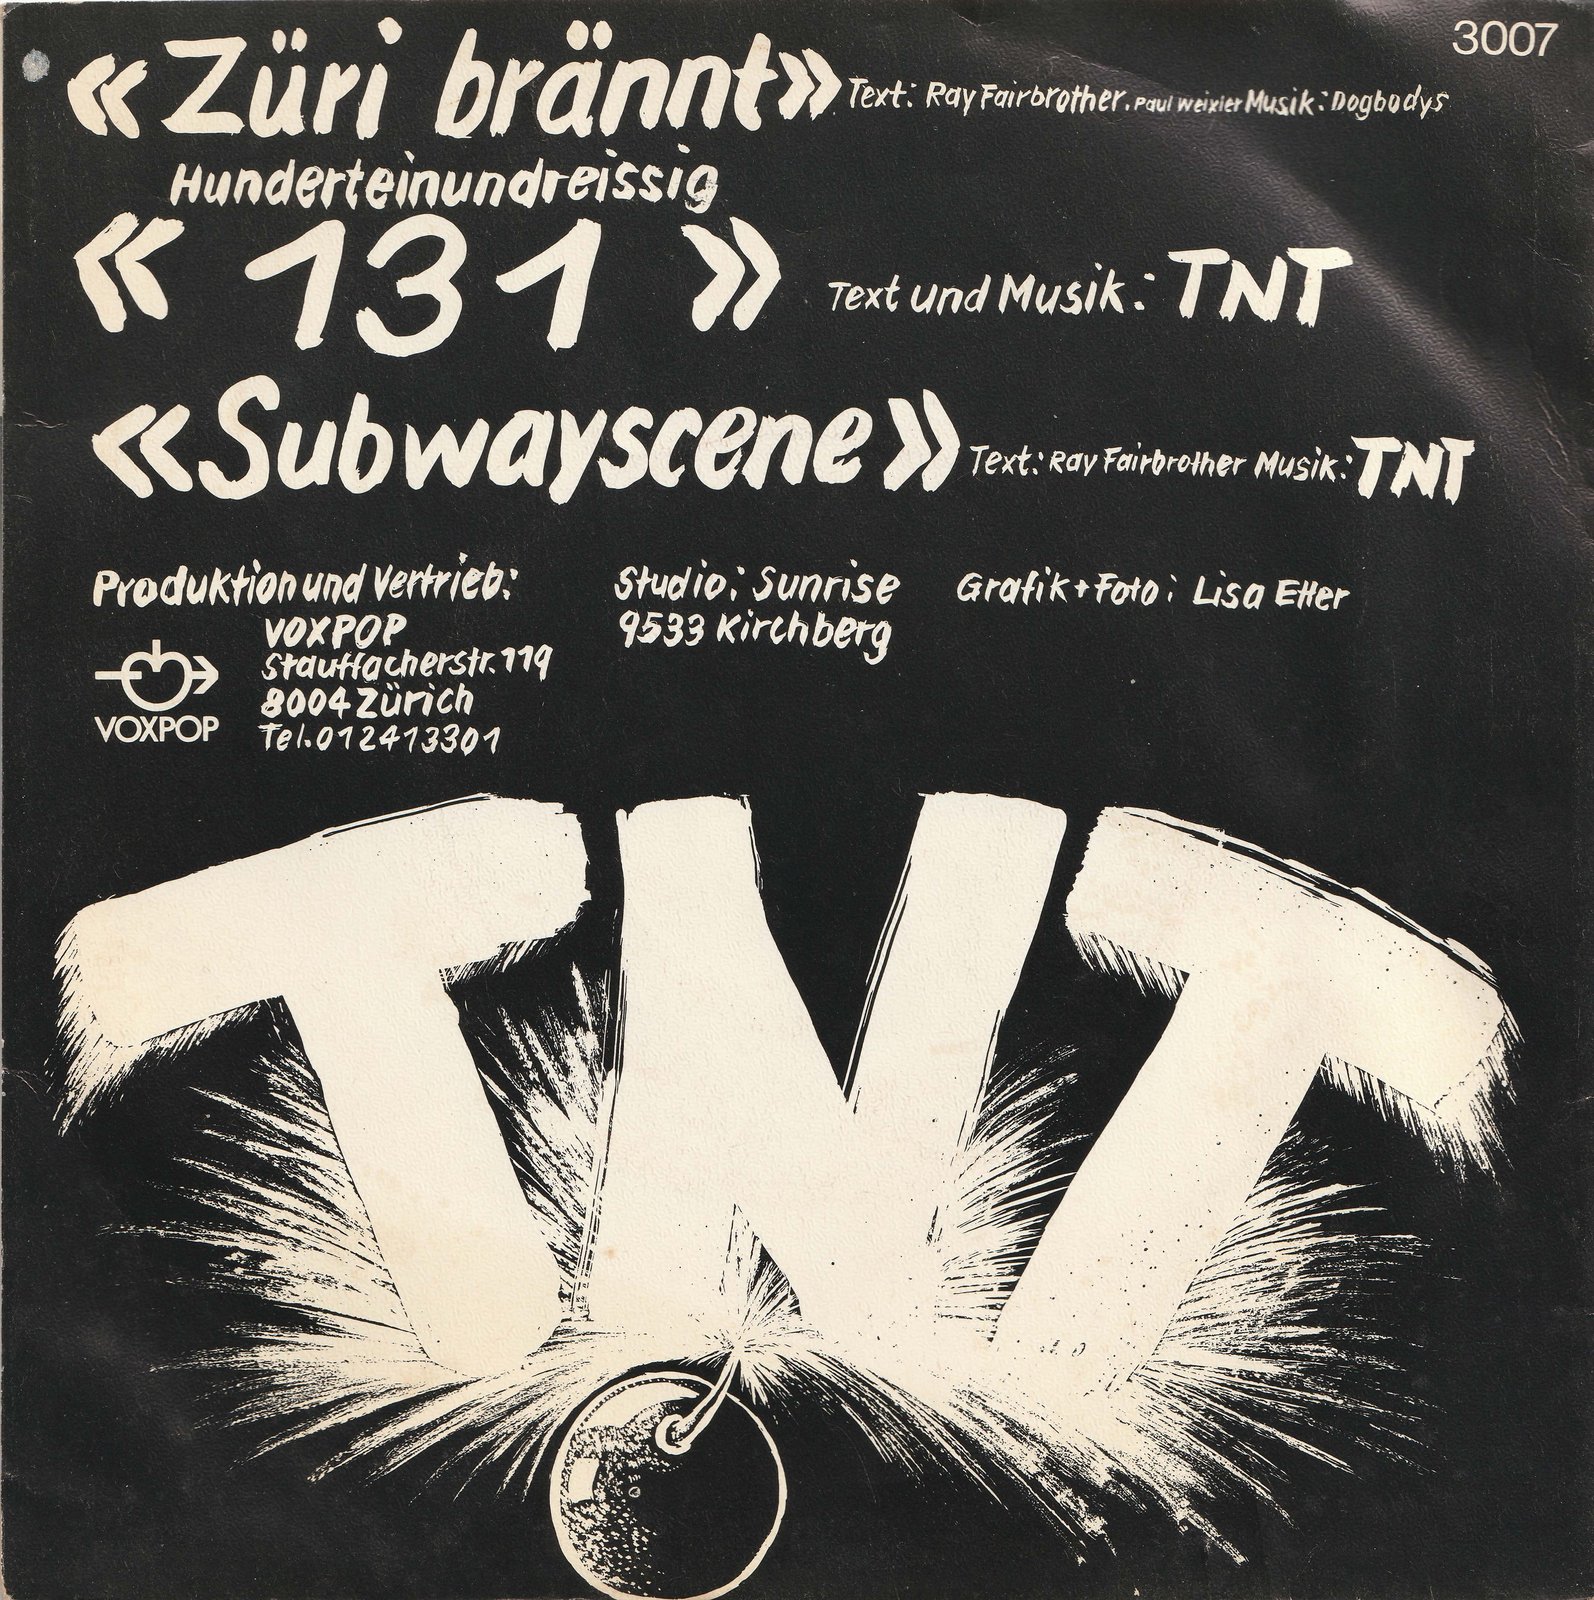 3007
«Züri brännt» Text: Ray Fairbrother, Paul Weixler Musik: Dogbodys
Hunderteinundreissig
«131» Text und Musik: TNT
«Subwayscene» Text: Ray Fairbrother Musik: TNT
Produktion und Vertrieb:
VOXPOP
Stauffacherstr. 119
8004 Zürich
Tel. 012413301
VOXPOP
Studio: Sunrise
9533 Kirchberg
Grafik + Foto: Lisa Etter
TNT